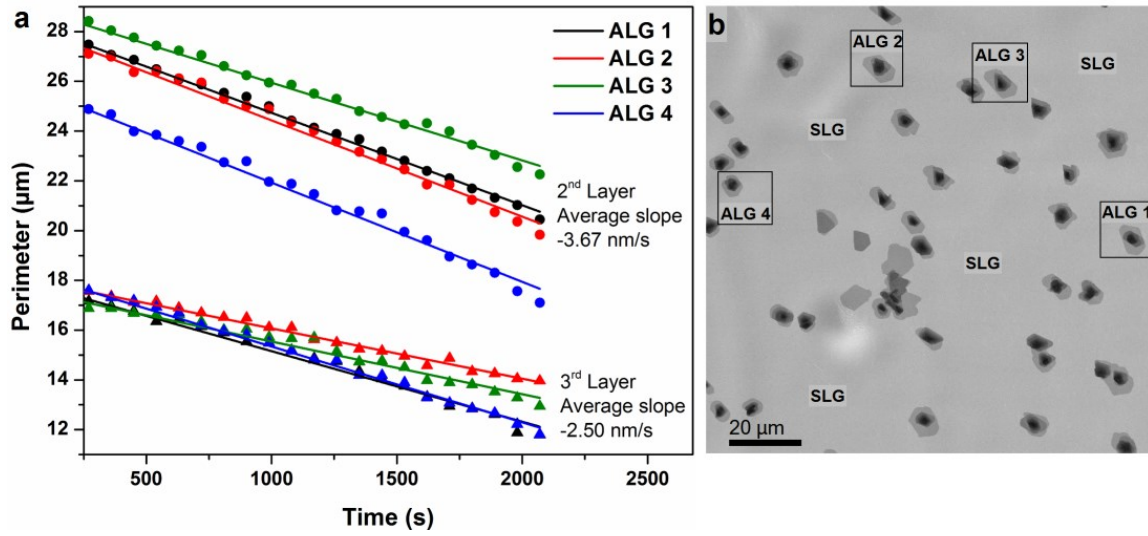 a
28
26
24
22
20
18
16
14
12
Perimeter (µm)
500
1000
1500
2000
2500
Time (s)
ALG 1
ALG 2
ALG 3
ALG 4
2nd Layer
Average slope
-3.67 nm/s
3rd Layer
Average slope
-2.50 nm/s
b
ALG 2
ALG 3
SLG
SLG
ALG 4
ALG 1
SLG
SLG
20 µm